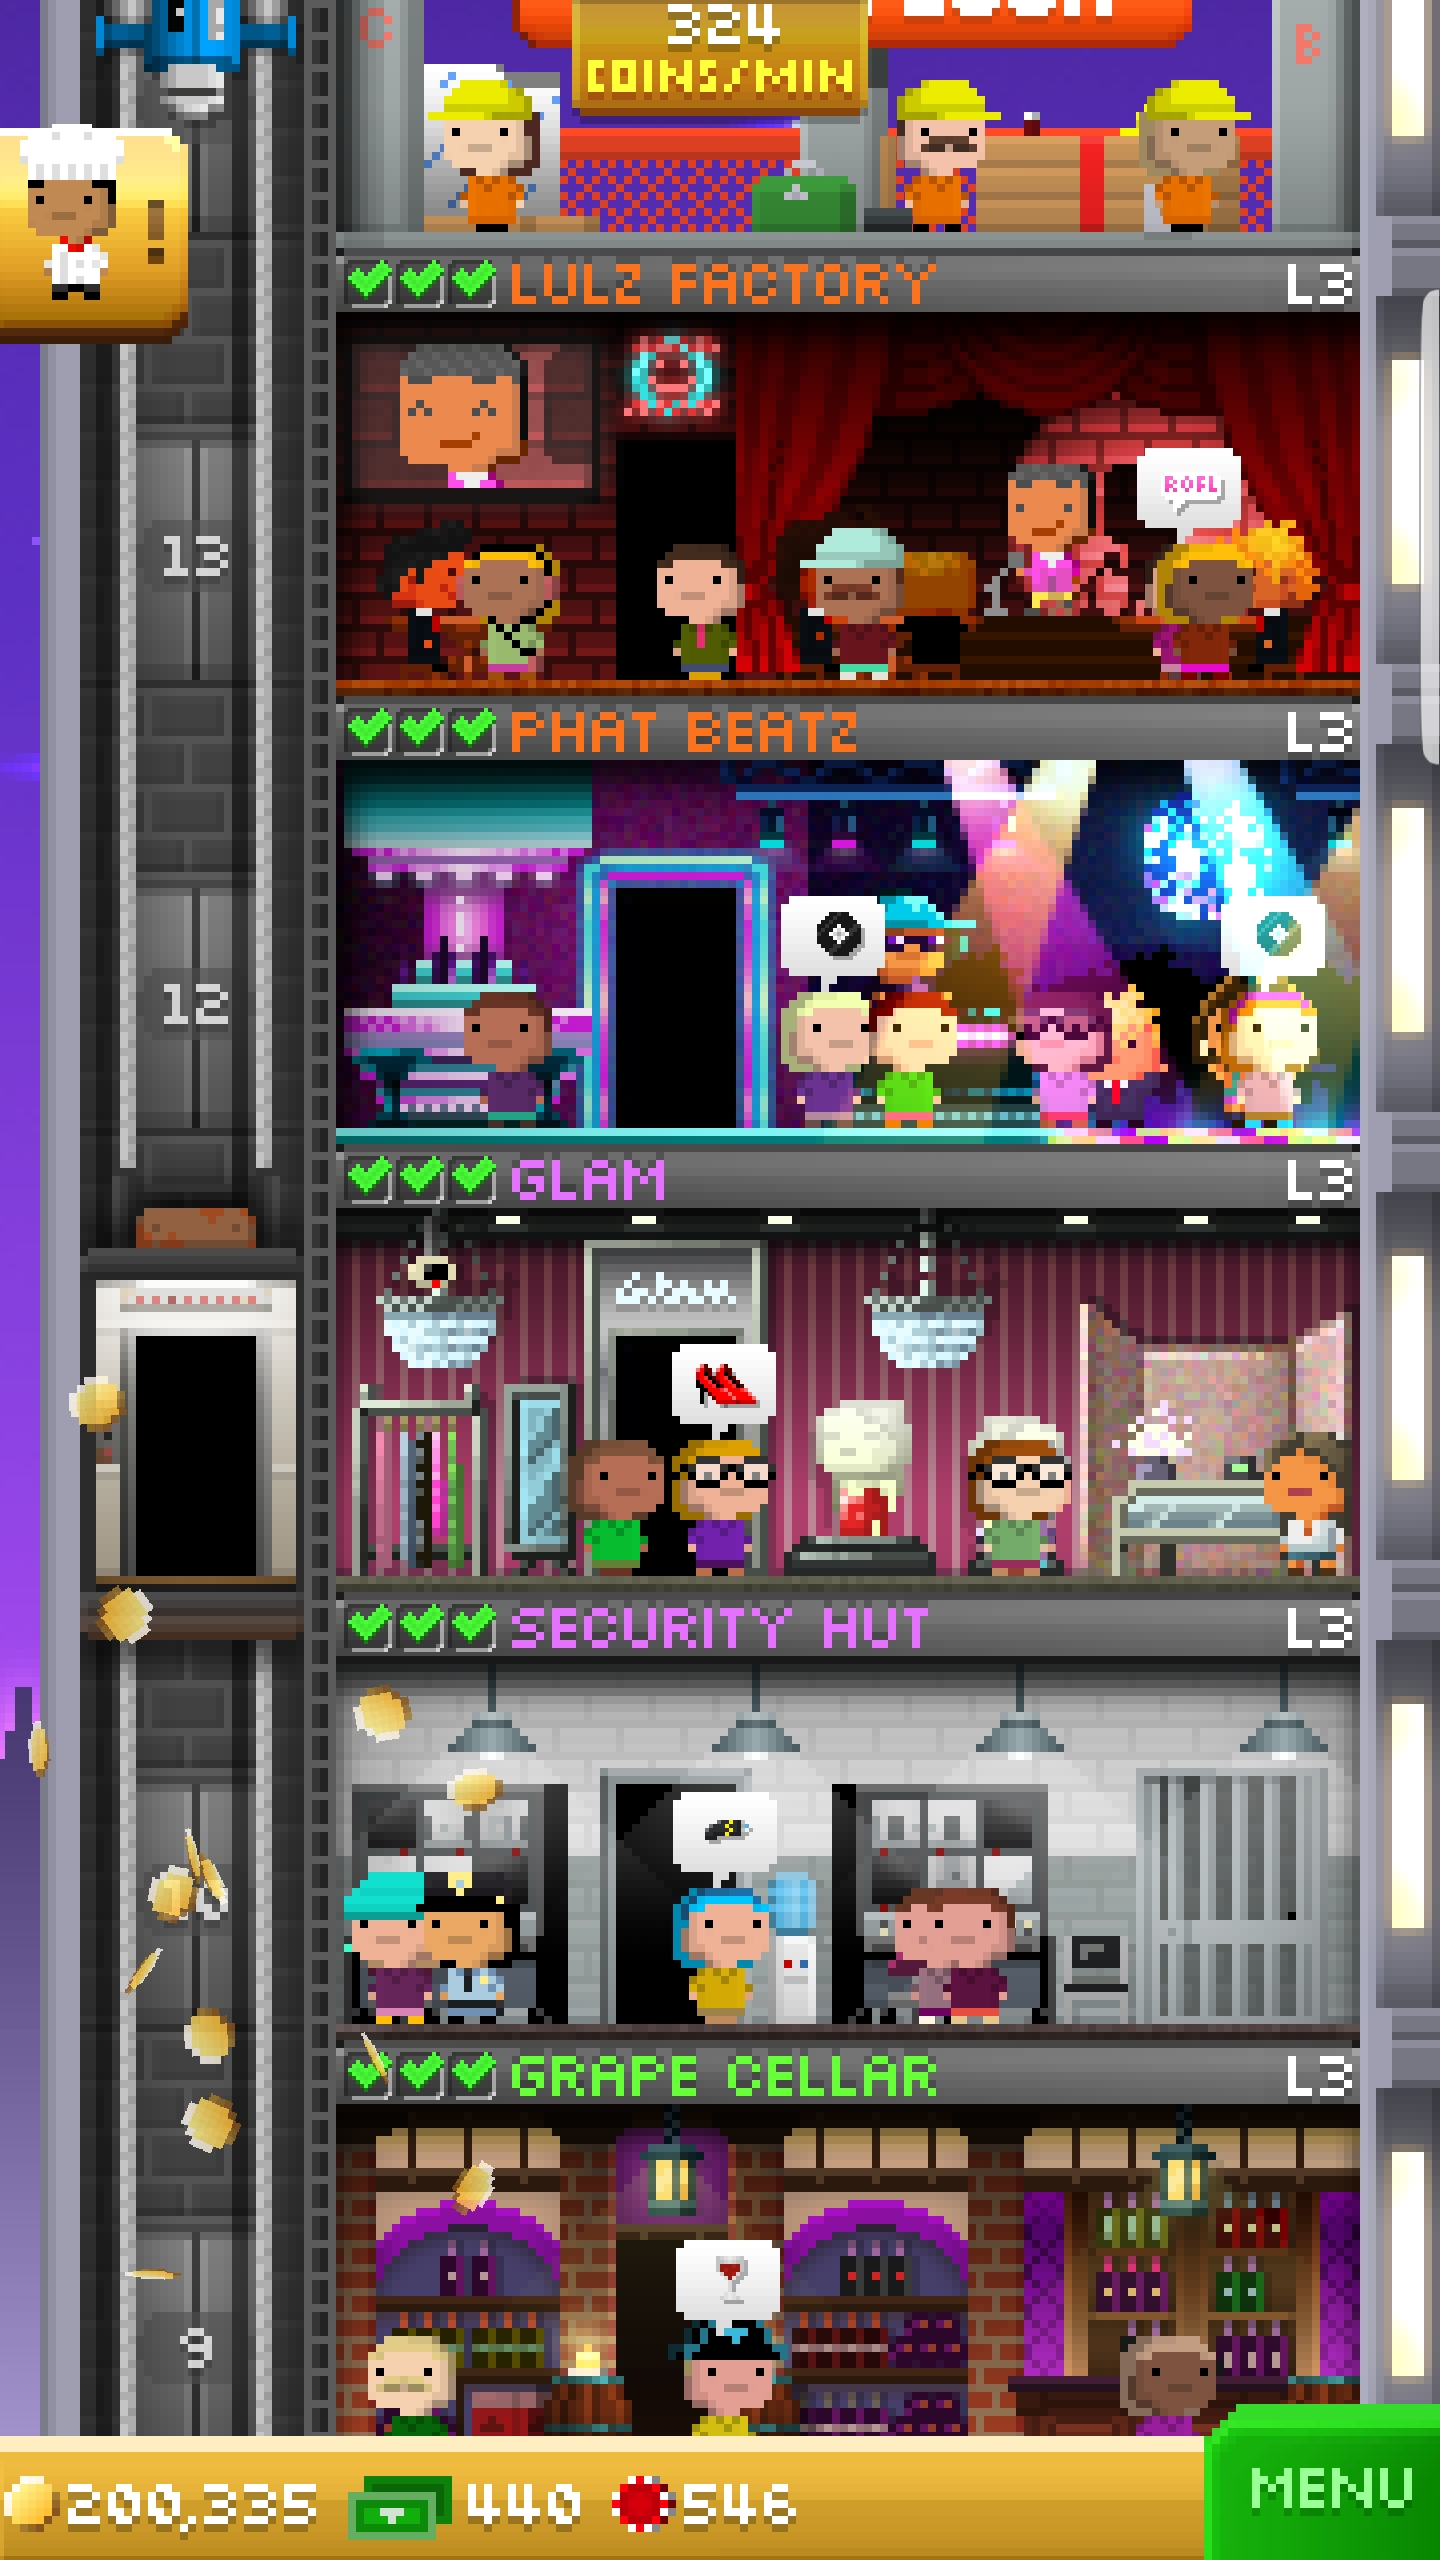 324
COINS/MIN
C
B
!
LULZ FACTORY L3
ROFL
13
PHAT BEATZ L3
12
GLAM L3
Glam
SECURITY HUT L3
GRAPE CELLAR L3
9
200,335 440 546
MENU